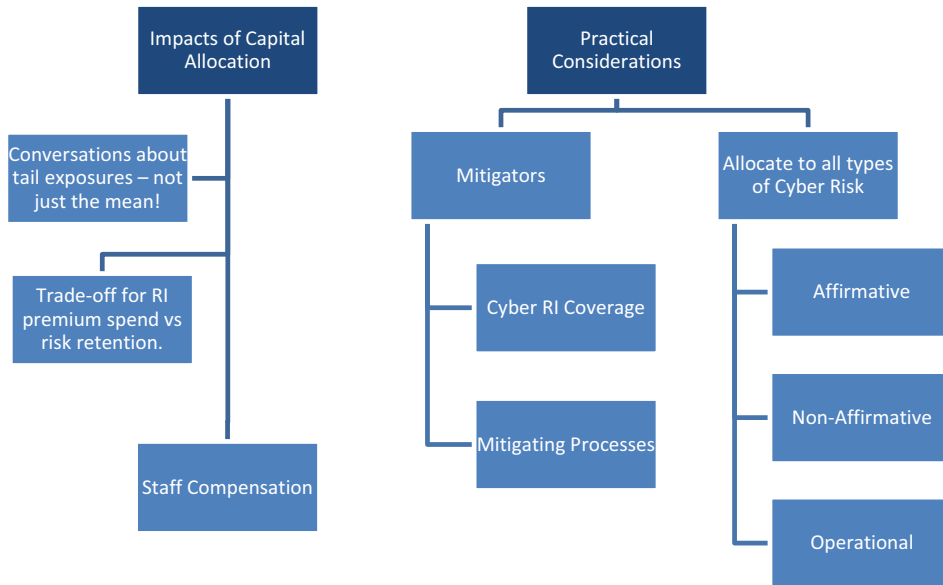 Impacts of Capital
Allocation
Conversations about
tail exposures – not
just the mean!
Trade-off for RI
premium spend vs
risk retention.
Staff Compensation
Practical
Considerations
Mitigators
Cyber RI Coverage
Mitigating Processes
Allocate to all types
of Cyber Risk
Affirmative
Non-Affirmative
Operational